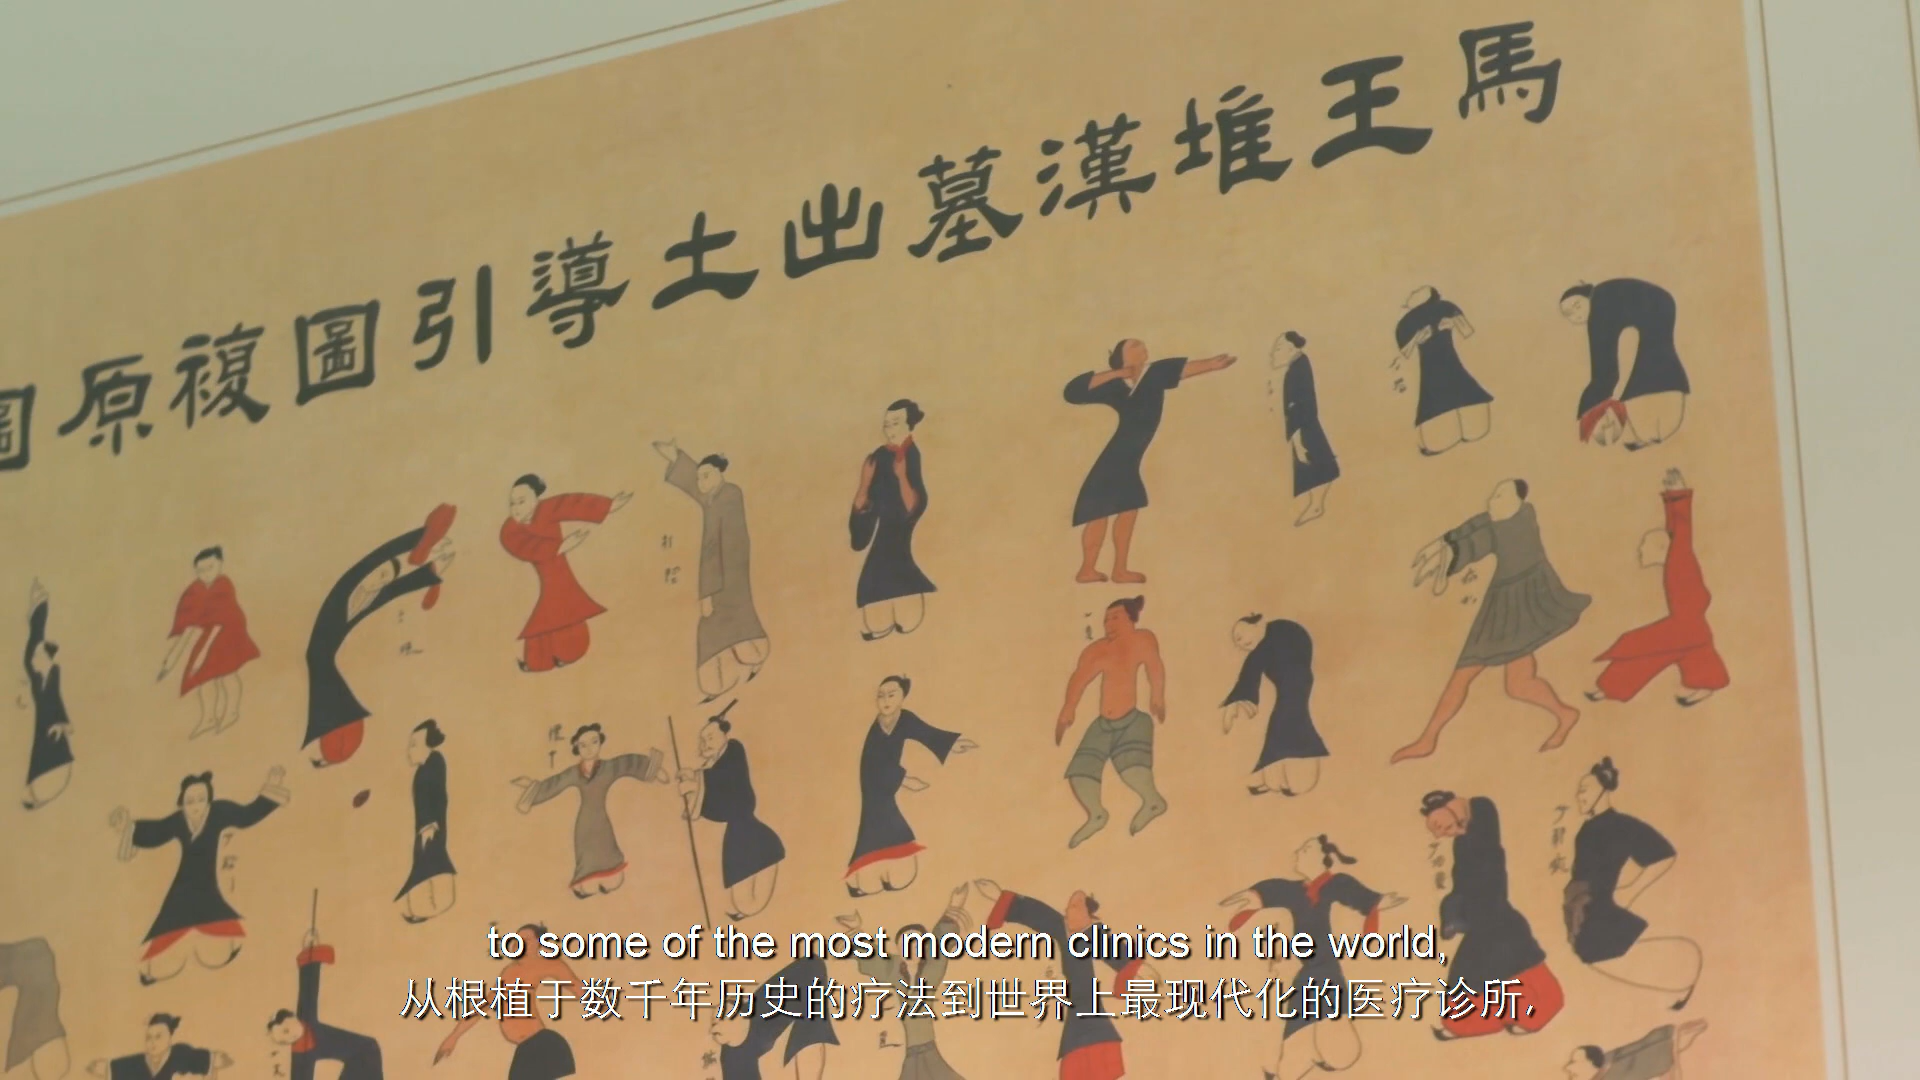 馬王堆漢墓出土導引圖複原圖
to some of the most modern clinics in the world,
从根植于数千年历史的疗法到世界上最现代化的医疗诊所,